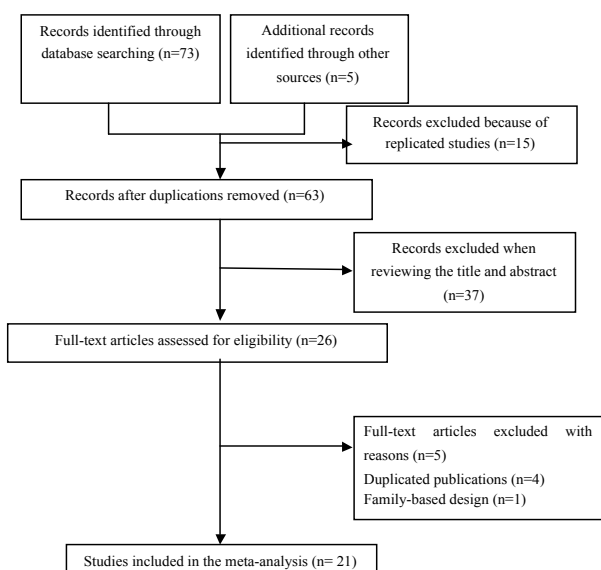 Records identified through
database searching (n=73)
Additional records
identified through other
sources (n=5)
Records excluded because of
replicated studies (n=15)
Records after duplications removed (n=63)
Records excluded when
reviewing the title and abstract
(n=37)
Full-text articles assessed for eligibility (n=26)
Full-text articles excluded with
reasons (n=5)
Duplicated publications (n=4)
Family-based design (n=1)
Studies included in the meta-analysis (n= 21)